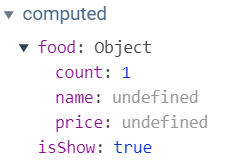 computed
food: Object
count: 1
name: undefined
price: undefined
isShow: true